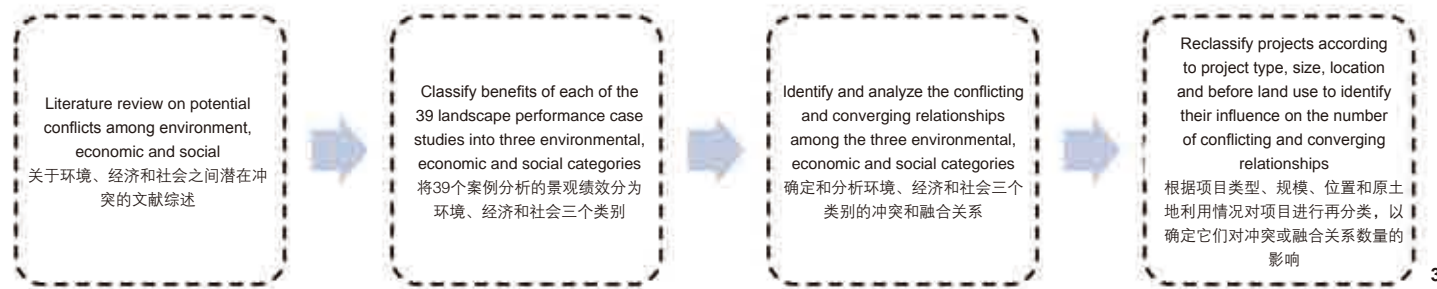 Literature review on potential
conflicts among environment,
economic and social
关于环境、经济和社会之间潜在冲
突的文献综述
Classify benefits of each of the
39 landscape performance case
studies into three environmental,
economic and social categories
将39个案例分析的景观绩效分为
环境、经济和社会三个类别
Identify and analyze the conflicting
and converging relationships
among the three environmental,
economic and social categories
确定和分析环境、经济和社会三个
类别的冲突和融合关系
Reclassify projects according
to project type, size, location
and before land use to identify
their influence on the number
of conflicting and converging
relationships
根据项目类型、规模、位置和原土
地利用情况对项目进行再分类，以
确定它们对冲突或融合关系数量的
影响
3